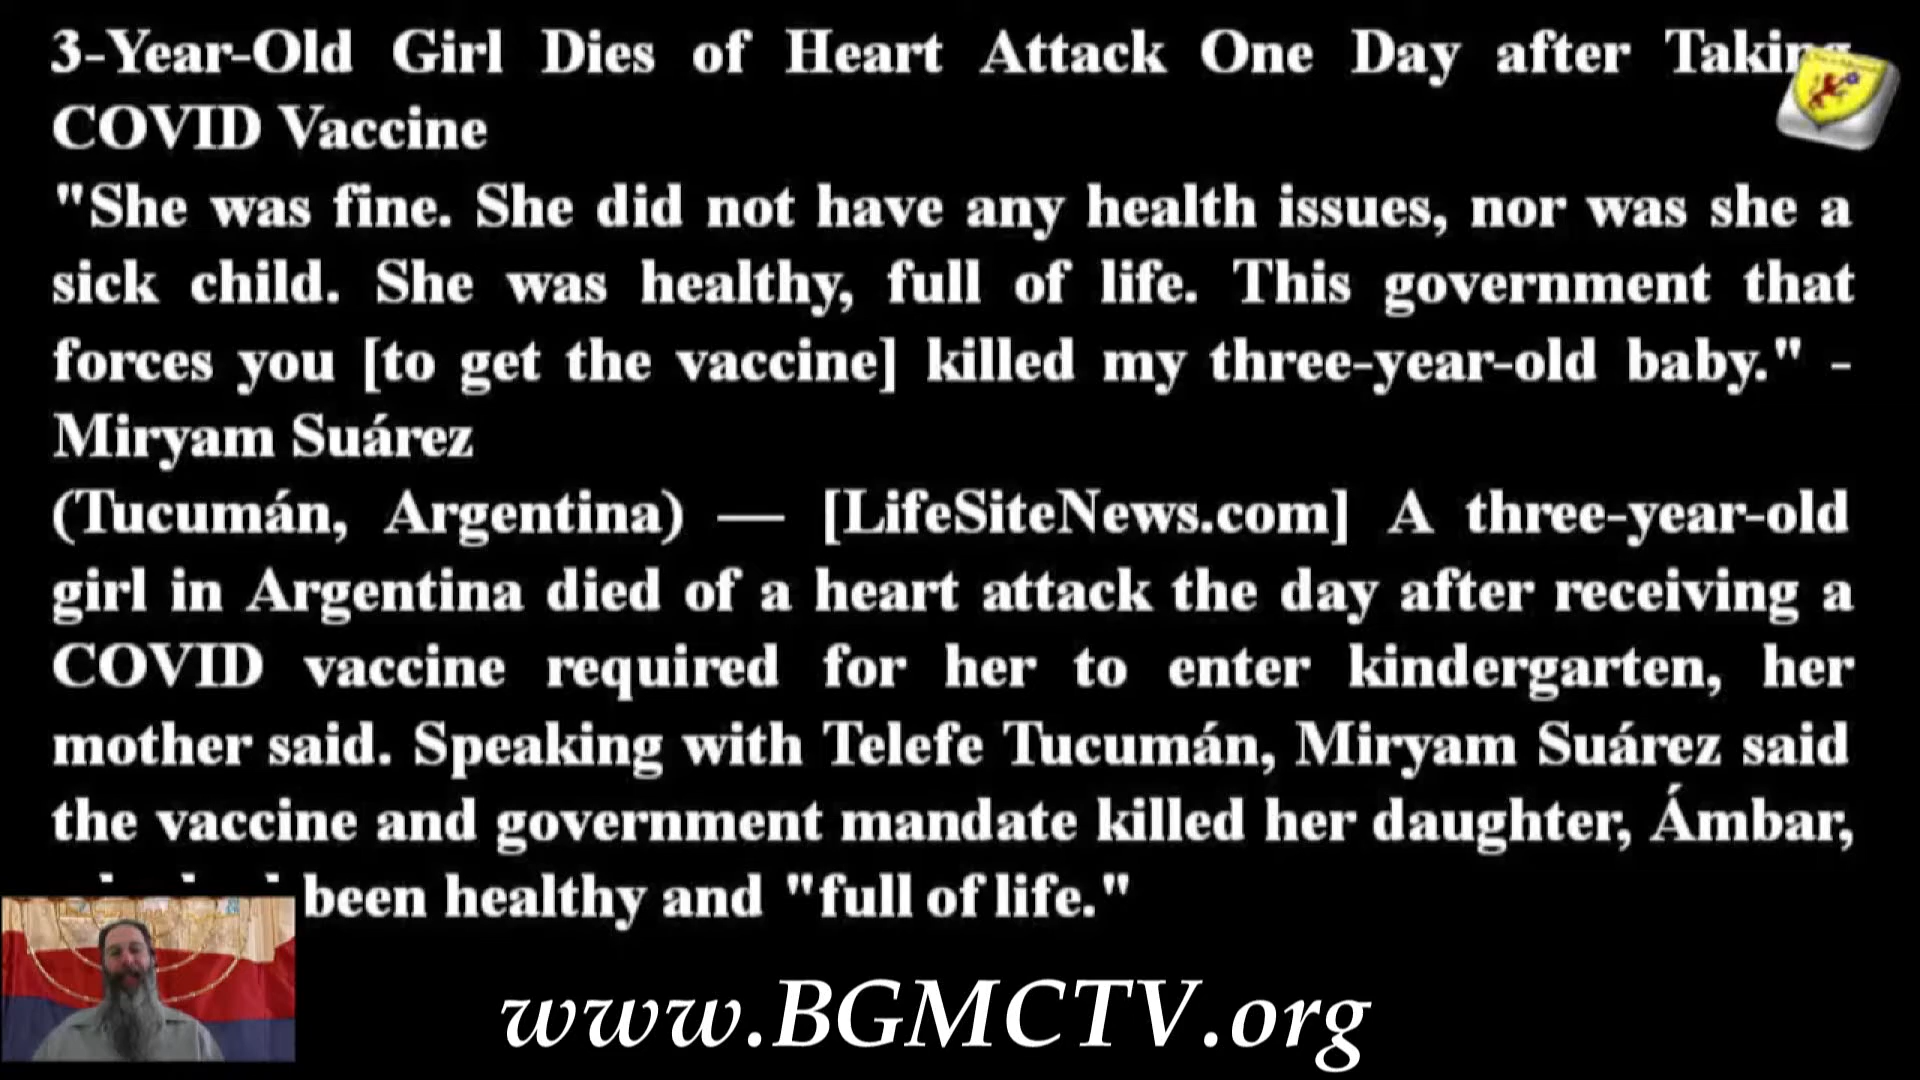 3-Year-Old Girl Dies of Heart Attack One Day after Taking
COVID Vaccine
"She was fine. She did not have any health issues, nor was she a
sick child. She was healthy, full of life. This government that
forces you [to get the vaccine] killed my three-year-old baby." -
Miryam Suárez
(Tucumán, Argentina) — [LifeSiteNews.com] A three-year-old
girl in Argentina died of a heart attack the day after receiving a
COVID vaccine required for her to enter kindergarten, her
mother said. Speaking with Telefe Tucumán, Miryam Suárez said
the vaccine and government mandate killed her daughter, Ámbar,
been healthy and "full of life."
www.BGMCTV.org